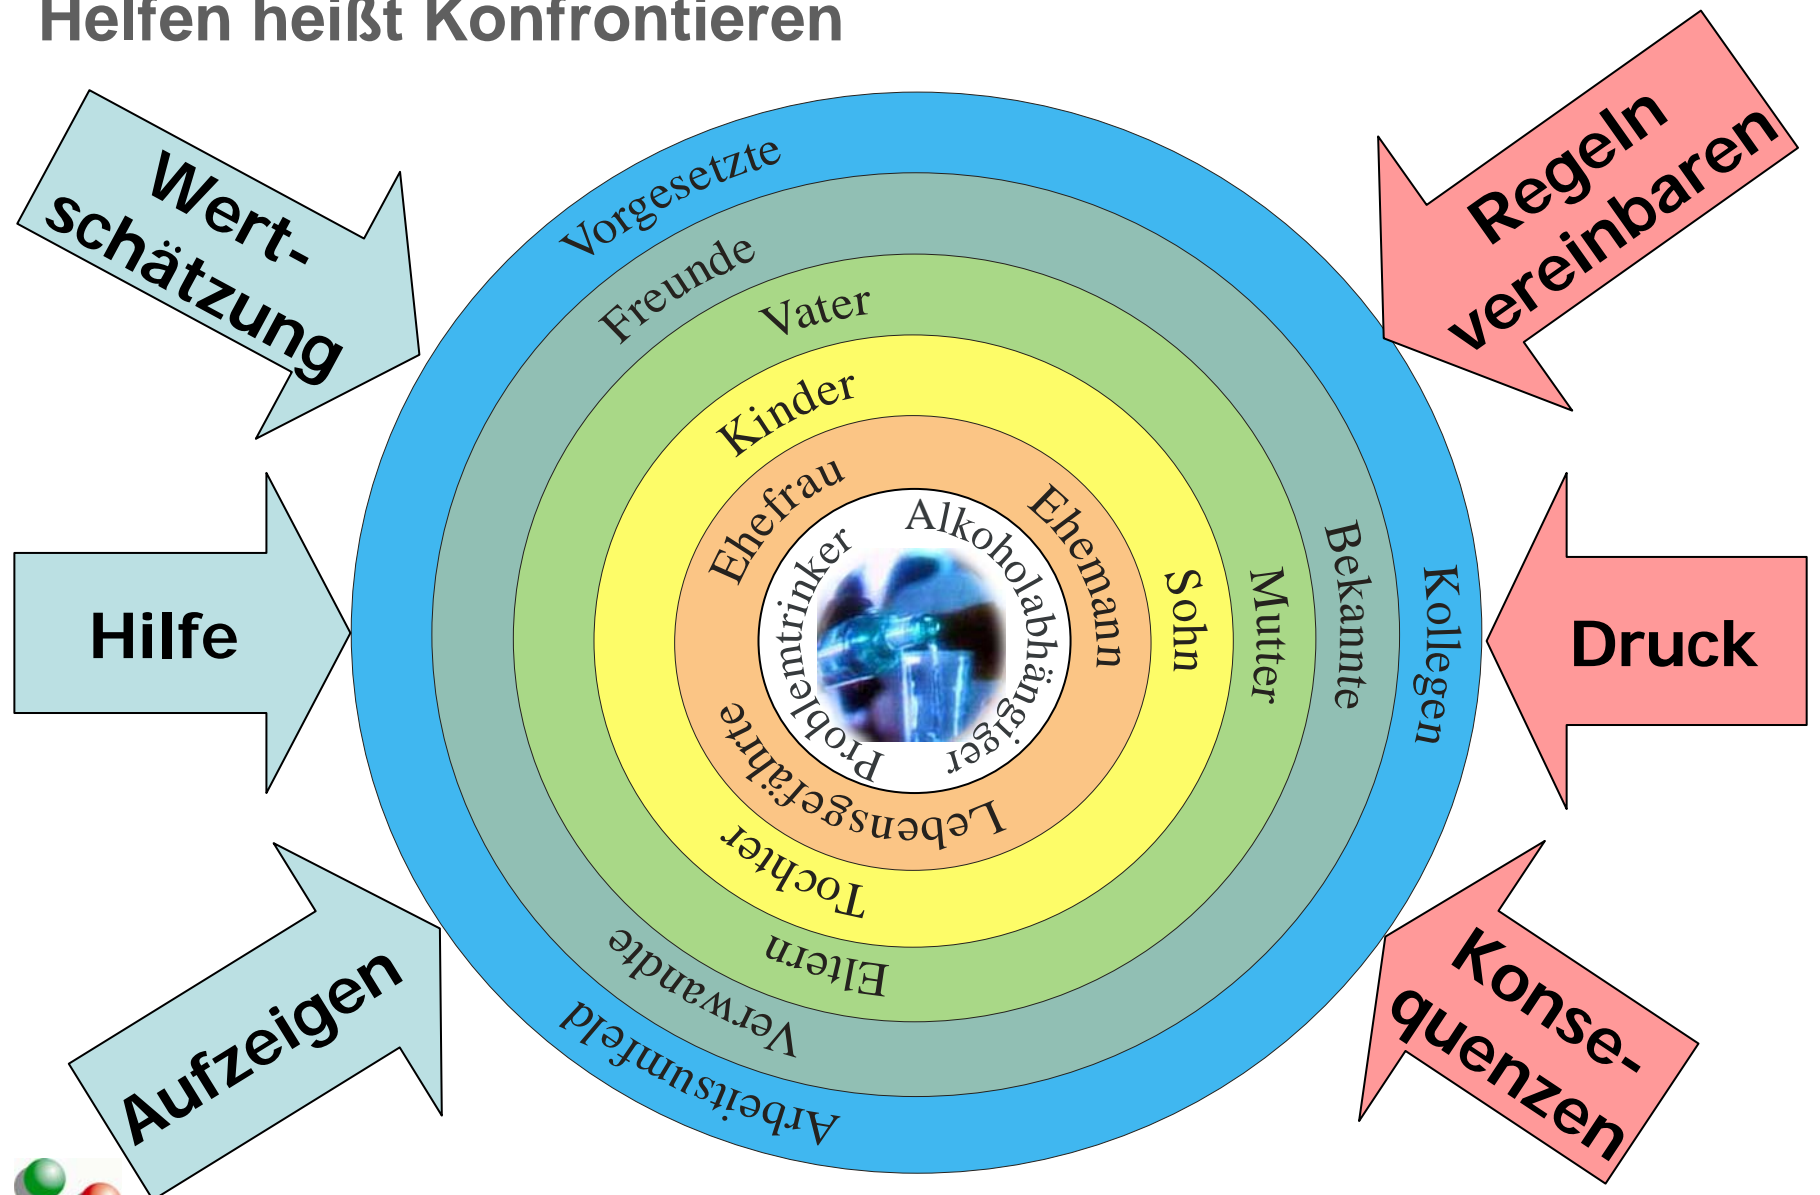 Helfen heißt Konfrontieren
Wert-
schätzung
Hilfe
Aufzeigen
Regeln
vereinbaren
Druck
Konse-
quenzen
Vorgesetzte
Kollegen
Arbeitsumfeld
Freunde
Bekannte
Verwandte
Vater
Mutter
Eltern
Kinder
Sohn
Tochter
Ehefrau
Ehemann
Lebensgefährte
Problemtrinker
Alkoholabhängiger